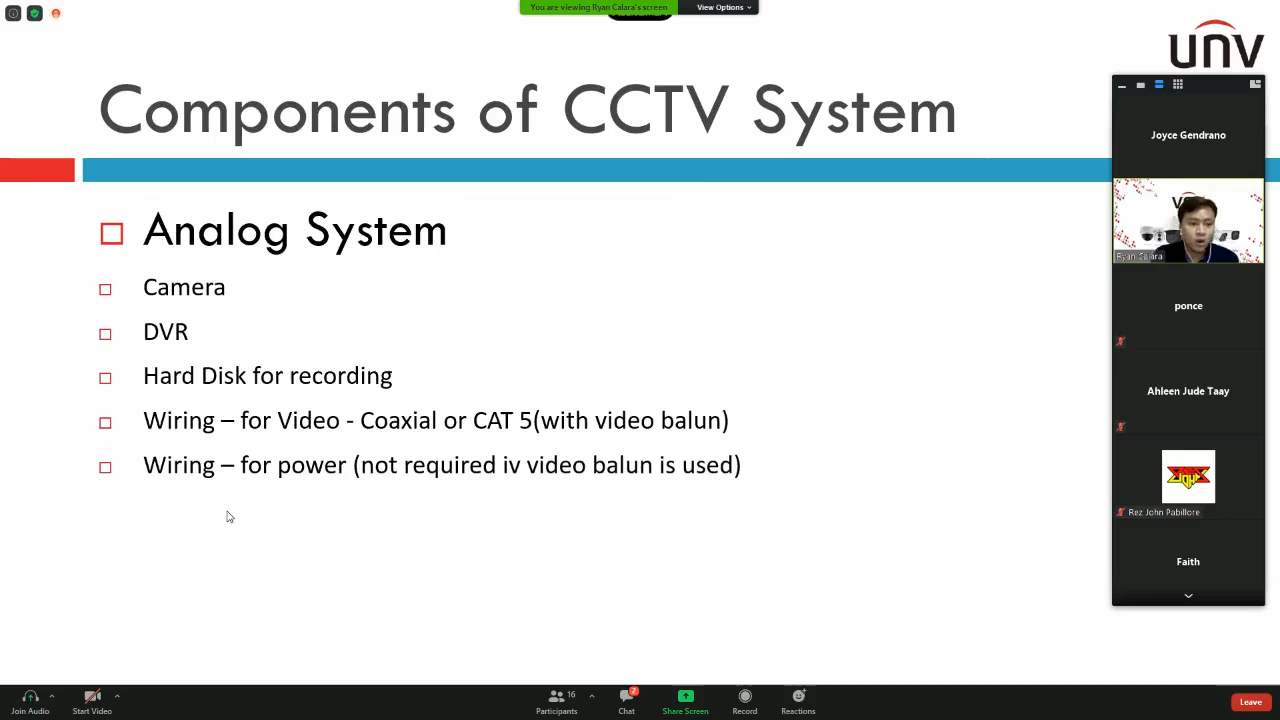 You are viewing Ryan Calara's screen
View Options
unv
Components of CCTV System
Joyce Gendrano
Analog System
Ryan Calara
Camera
ponce
DVR
Hard Disk for recording
Ahleen Jude Taay
Wiring – for Video - Coaxial or CAT 5(with video balun)
Wiring – for power (not required iv video balun is used)
Rez John Pabillore
Faith
16
2
Join Audio
Start Video
Participants
Chat
Share Screen
Record
Reactions
Leave